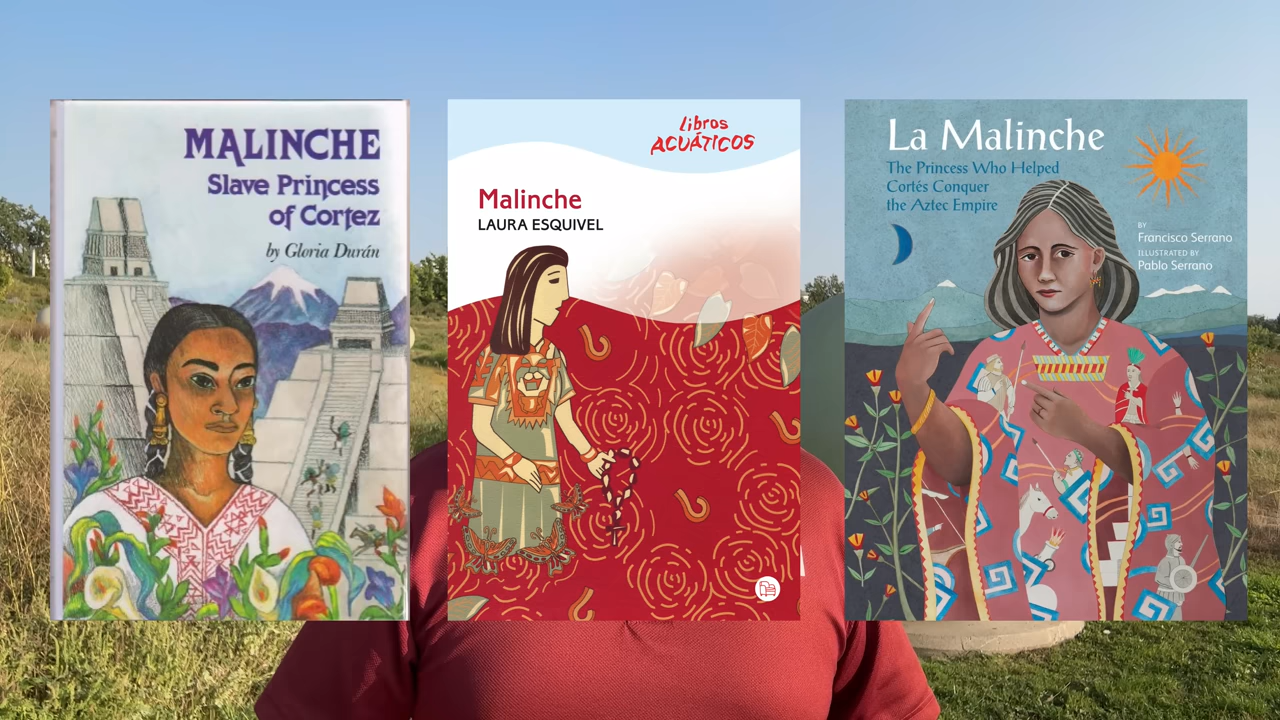 MALINCHE
Slave Princess
of Cortez
by Gloria Durán
Libros
ACUÁTICOS
Malinche
LAURA ESQUIVEL
La Malinche
The Princess Who Helped
Cortés Conquer
the Aztec Empire
BY
Francisco Serrano
ILLUSTRATED BY
Pablo Serrano